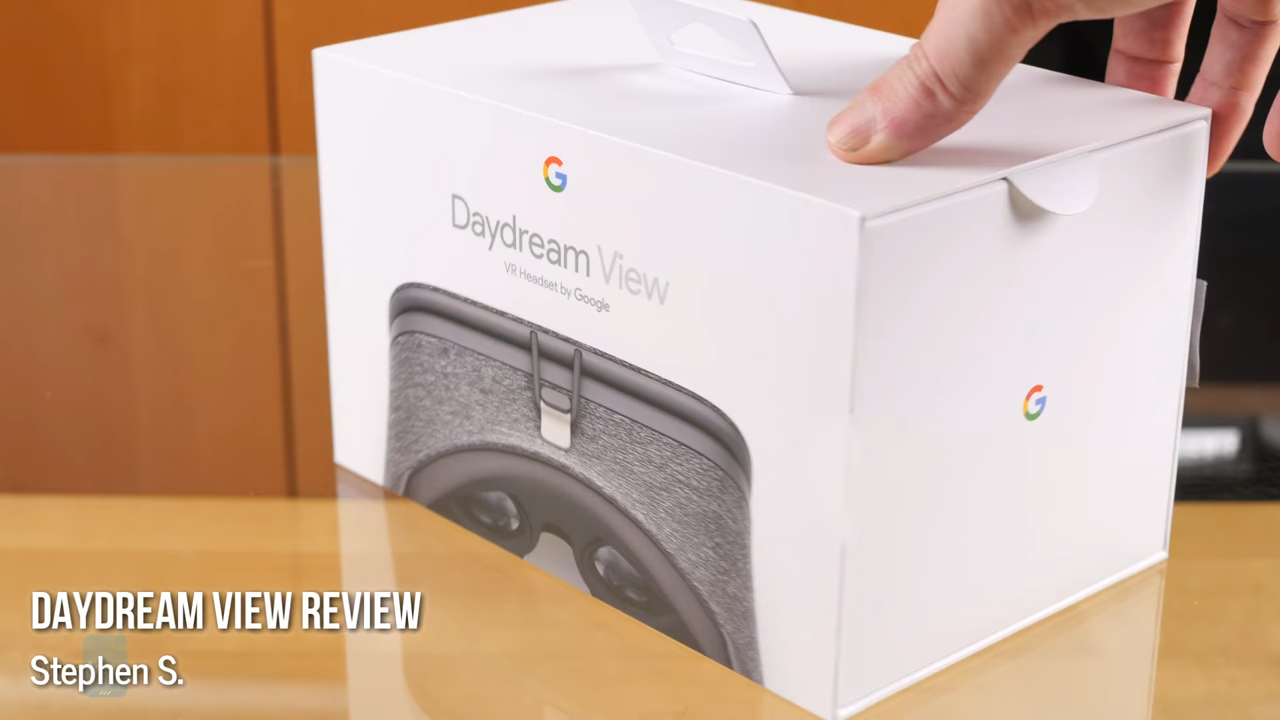 Daydream View
VR Headset by Google
DAYDREAM VIEW REVIEW
Stephen S.